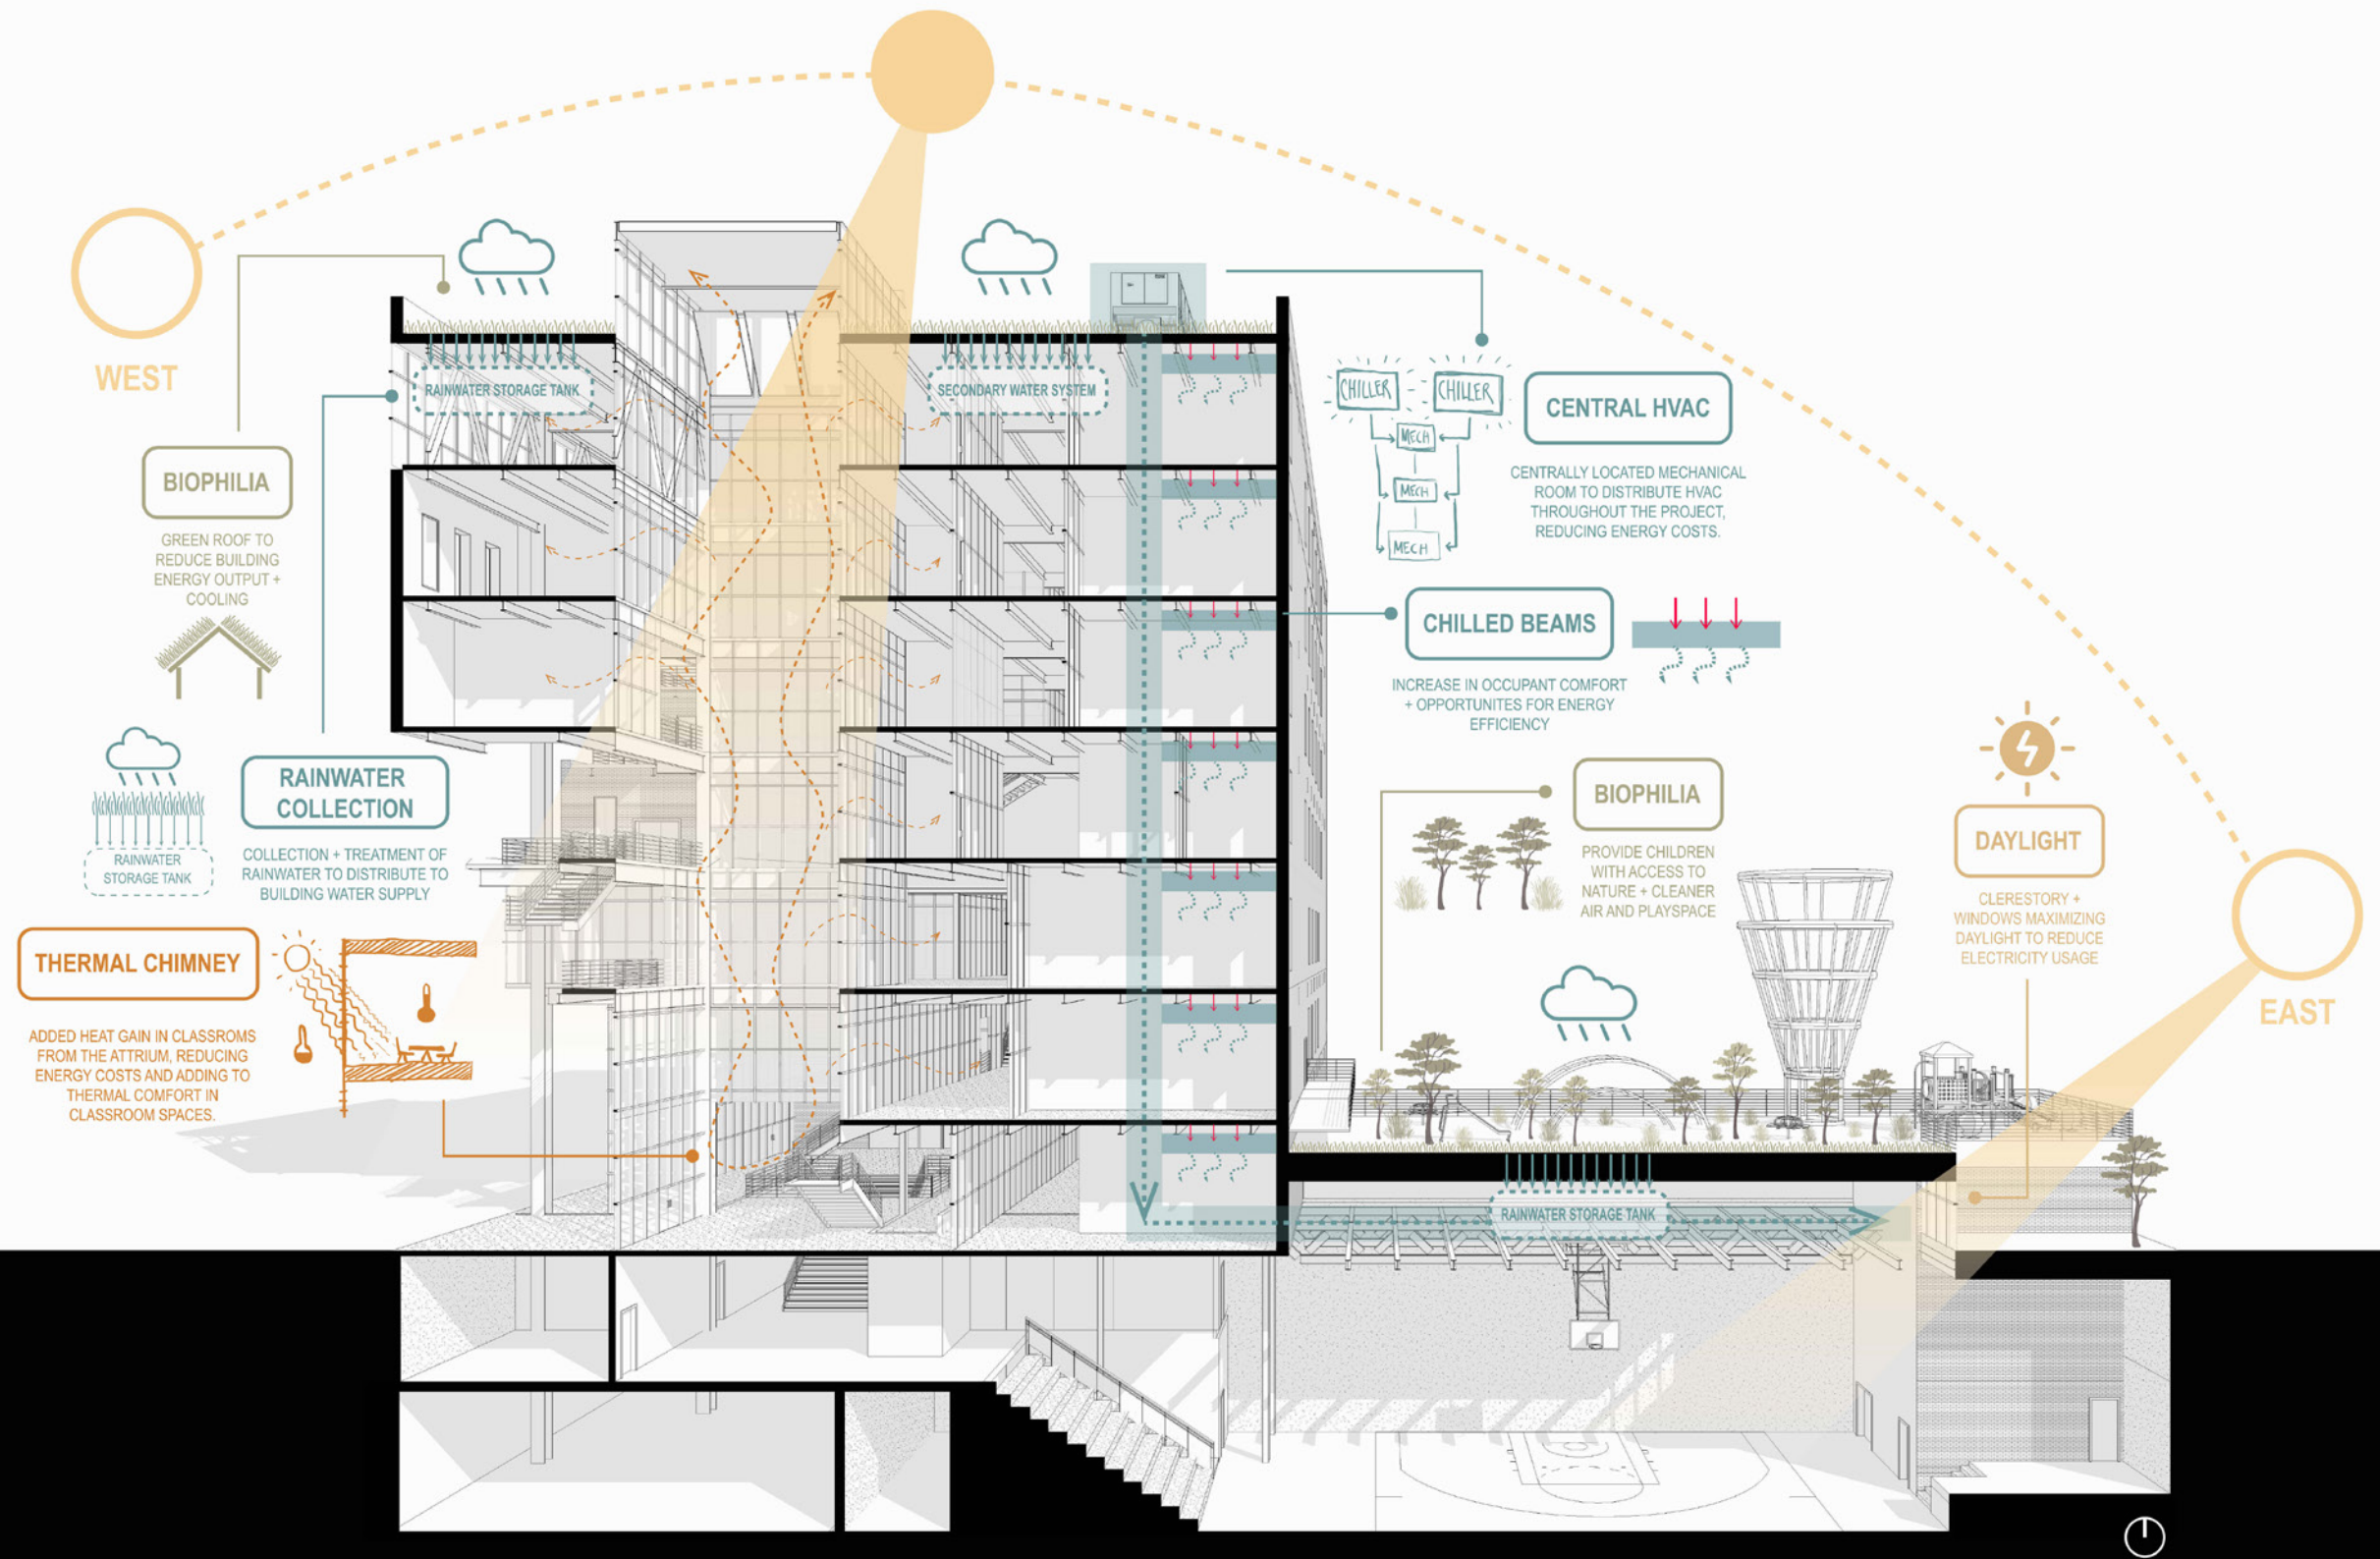 WEST
RAINWATER STORAGE TANK
SECONDARY WATER SYSTEM
BIOPHILIA
GREEN ROOF TO
REDUCE BUILDING
ENERGY OUTPUT +
COOLING
RAINWATER
COLLECTION
COLLECTION + TREATMENT OF
RAINWATER TO DISTRIBUTE TO
BUILDING WATER SUPPLY
RAINWATER
STORAGE TANK
THERMAL CHIMNEY
ADDED HEAT GAIN IN CLASSROMS
FROM THE ATTRIUM, REDUCING
ENERGY COSTS AND ADDING TO
THERMAL COMFORT IN
CLASSROOM SPACES.
CHILLER
CHILLER
MECH
MECH
MECH
CENTRAL HVAC
CENTRALLY LOCATED MECHANICAL
ROOM TO DISTRIBUTE HVAC
THROUGHOUT THE PROJECT,
REDUCING ENERGY COSTS.
CHILLED BEAMS
INCREASE IN OCCUPANT COMFORT
+ OPPORTUNITES FOR ENERGY
EFFICIENCY
BIOPHILIA
PROVIDE CHILDREN
WITH ACCESS TO
NATURE + CLEANER
AIR AND PLAYSPACE
DAYLIGHT
CLERESTORY +
WINDOWS MAXIMIZING
DAYLIGHT TO REDUCE
ELECTRICITY USAGE
EAST
RAINWATER STORAGE TANK